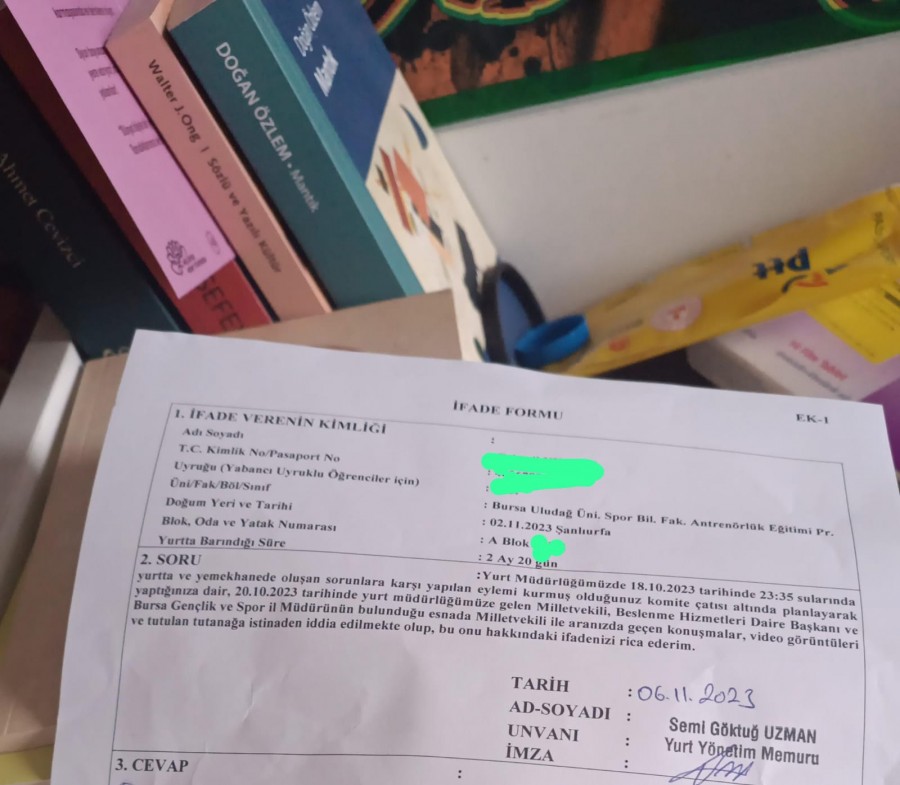 DOĞAN ÖZLEM • Mantık
Doğan Özlem
Mantık
Walter J.Ong / Sözlü ve Yazılı Kültür
Ahmet Cevizci
SEFE
ptt
İFADE FORMU
EK-1
1. İFADE VERENİN KİMLİĞİ
Adı Soyadı :
T.C. Kimlik No/Pasaport No :
Uyruğu (Yabancı Uyruklu Öğrenciler için) :
Üni/Fak/Böl/Sınıf : Bursa Uludağ Üni. Spor Bil. Fak. Antrenörlük Eğitimi Pr.
Doğum Yeri ve Tarihi : 02.11.2023 Şanlıurfa
Blok, Oda ve Yatak Numarası : A Blok
Yurtta Barındığı Süre : 2 Ay 20 gün
2. SORU :Yurt Müdürlüğümüzde 18.10.2023 tarihinde 23:35 sularında
yurtta ve yemekhanede oluşan sorunlara karşı yapılan eylemi kurmuş olduğunuz komite çatısı altında planlayarak
yaptığınıza dair, 20.10.2023 tarihinde yurt müdürlüğümüze gelen Milletvekili, Beslenme Hizmetleri Daire Başkanı ve
Bursa Gençlik ve Spor il Müdürünün bulunduğu esnada Milletvekili ile aranızda geçen konuşmalar, video görüntüleri
ve tutulan tutanağa istinaden iddia edilmekte olup, bu onu hakkındaki ifadenizi rica ederim.
TARİH : 06.11.2023
AD-SOYADI : Semi Göktuğ UZMAN
UNVANI : Yurt Yönetim Memuru
İMZA :
3. CEVAP :